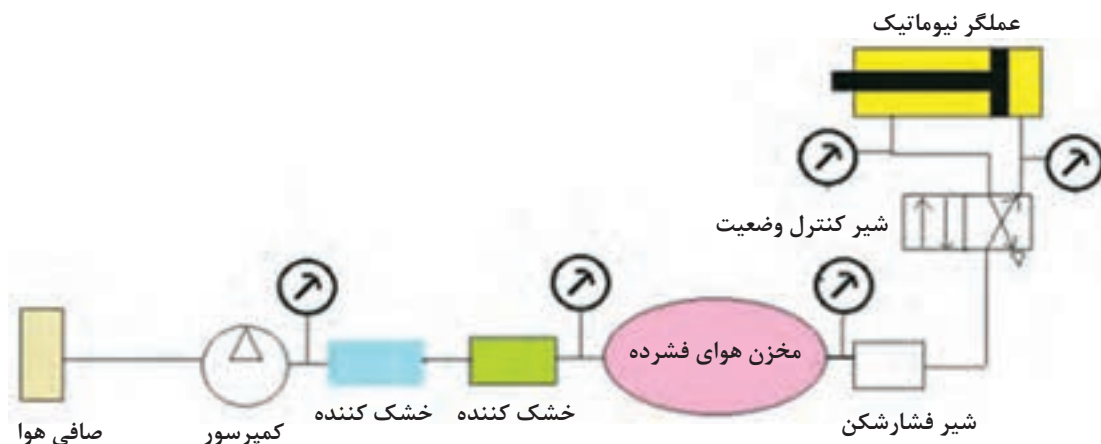 عملگر نیوماتیک
شیر کنترل وضعیت
مخزن هوای فشرده
خشک کننده
خشک کننده
شیر فشارشکن
کمپرسور
صافی هوا